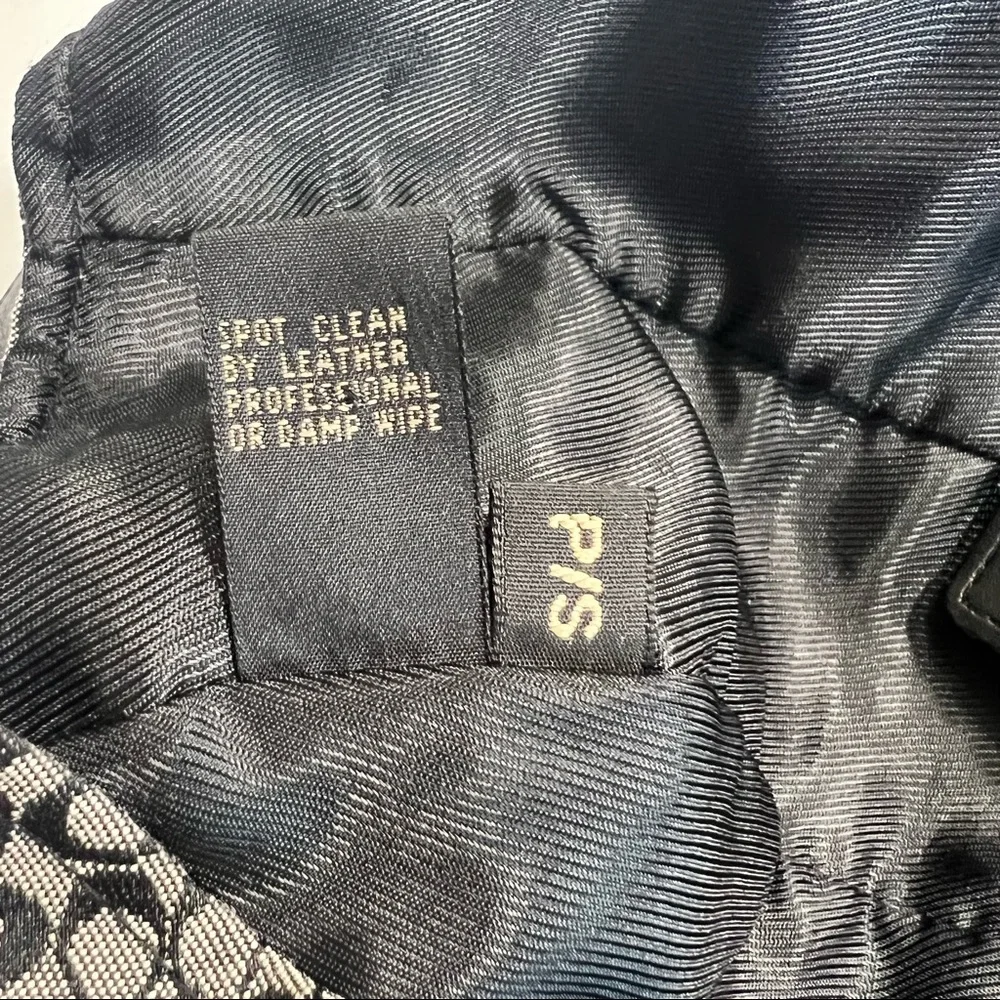 SPOT CLEAN
BY LEATHER
PROFESSIONAL
OR DAMP WIPE
P/S